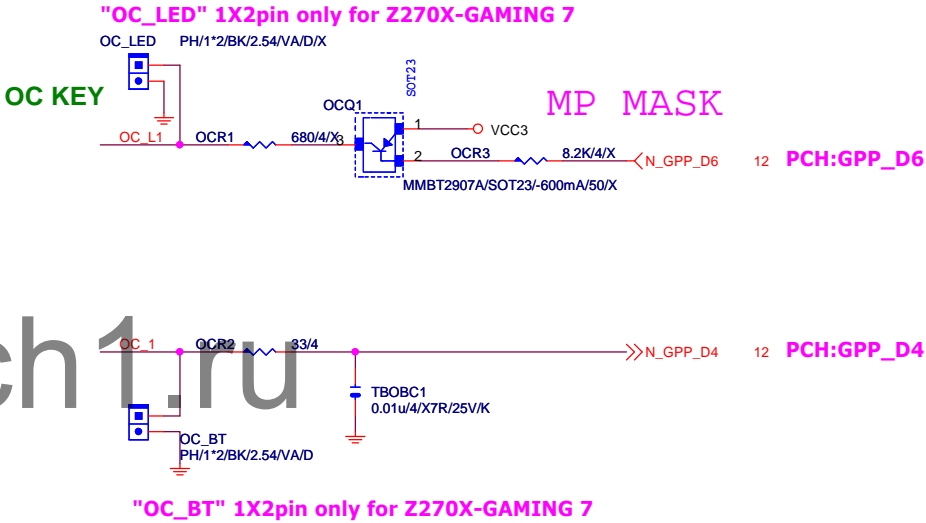 "OC_LED" 1X2pin only for Z270X-GAMING 7
OC_LED PH/1*2/BK/2.54/VA/D/X
SOT23
OC KEY
OCQ1
MP MASK
OC_L1 OCR1 680/4/X 3
1 VCC3
2 OCR3 8.2K/4/X N_GPP_D6 12 PCH:GPP_D6
MMBT2907A/SOT23/-600mA/50/X
ch1.ru
OC_1 OCR2 33/4 N_GPP_D4 12 PCH:GPP_D4
TBOBC1
0.01u/4/X7R/25V/K
OC_BT
PH/1*2/BK/2.54/VA/D
"OC_BT" 1X2pin only for Z270X-GAMING 7